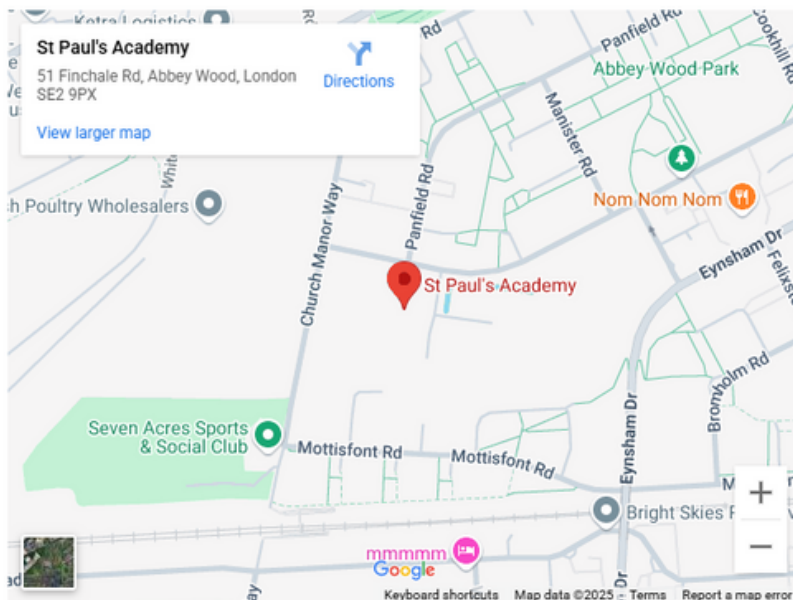 Ketra Logistics
Rd
Rd
Panfield Rd
Cookhill Rd
St Paul's Academy
51 Finchale Rd, Abbey Wood, London
SE2 9PX
Directions
View larger map
Abbey Wood Park
Manister Rd
Panfield Rd
Church Manor Way
h Poultry Wholesalers
Nom Nom Nom
Eynsham Dr
St Paul's Academy
Bromholm Rd
Eynsham Dr
Seven Acres Sports
& Social Club
Mottisfont Rd
Mottisfont Rd
M
Bright Skies
mmmmm
Google
ay
Dr
Keyboard shortcuts
Map data ©2025
Terms
Report a map error